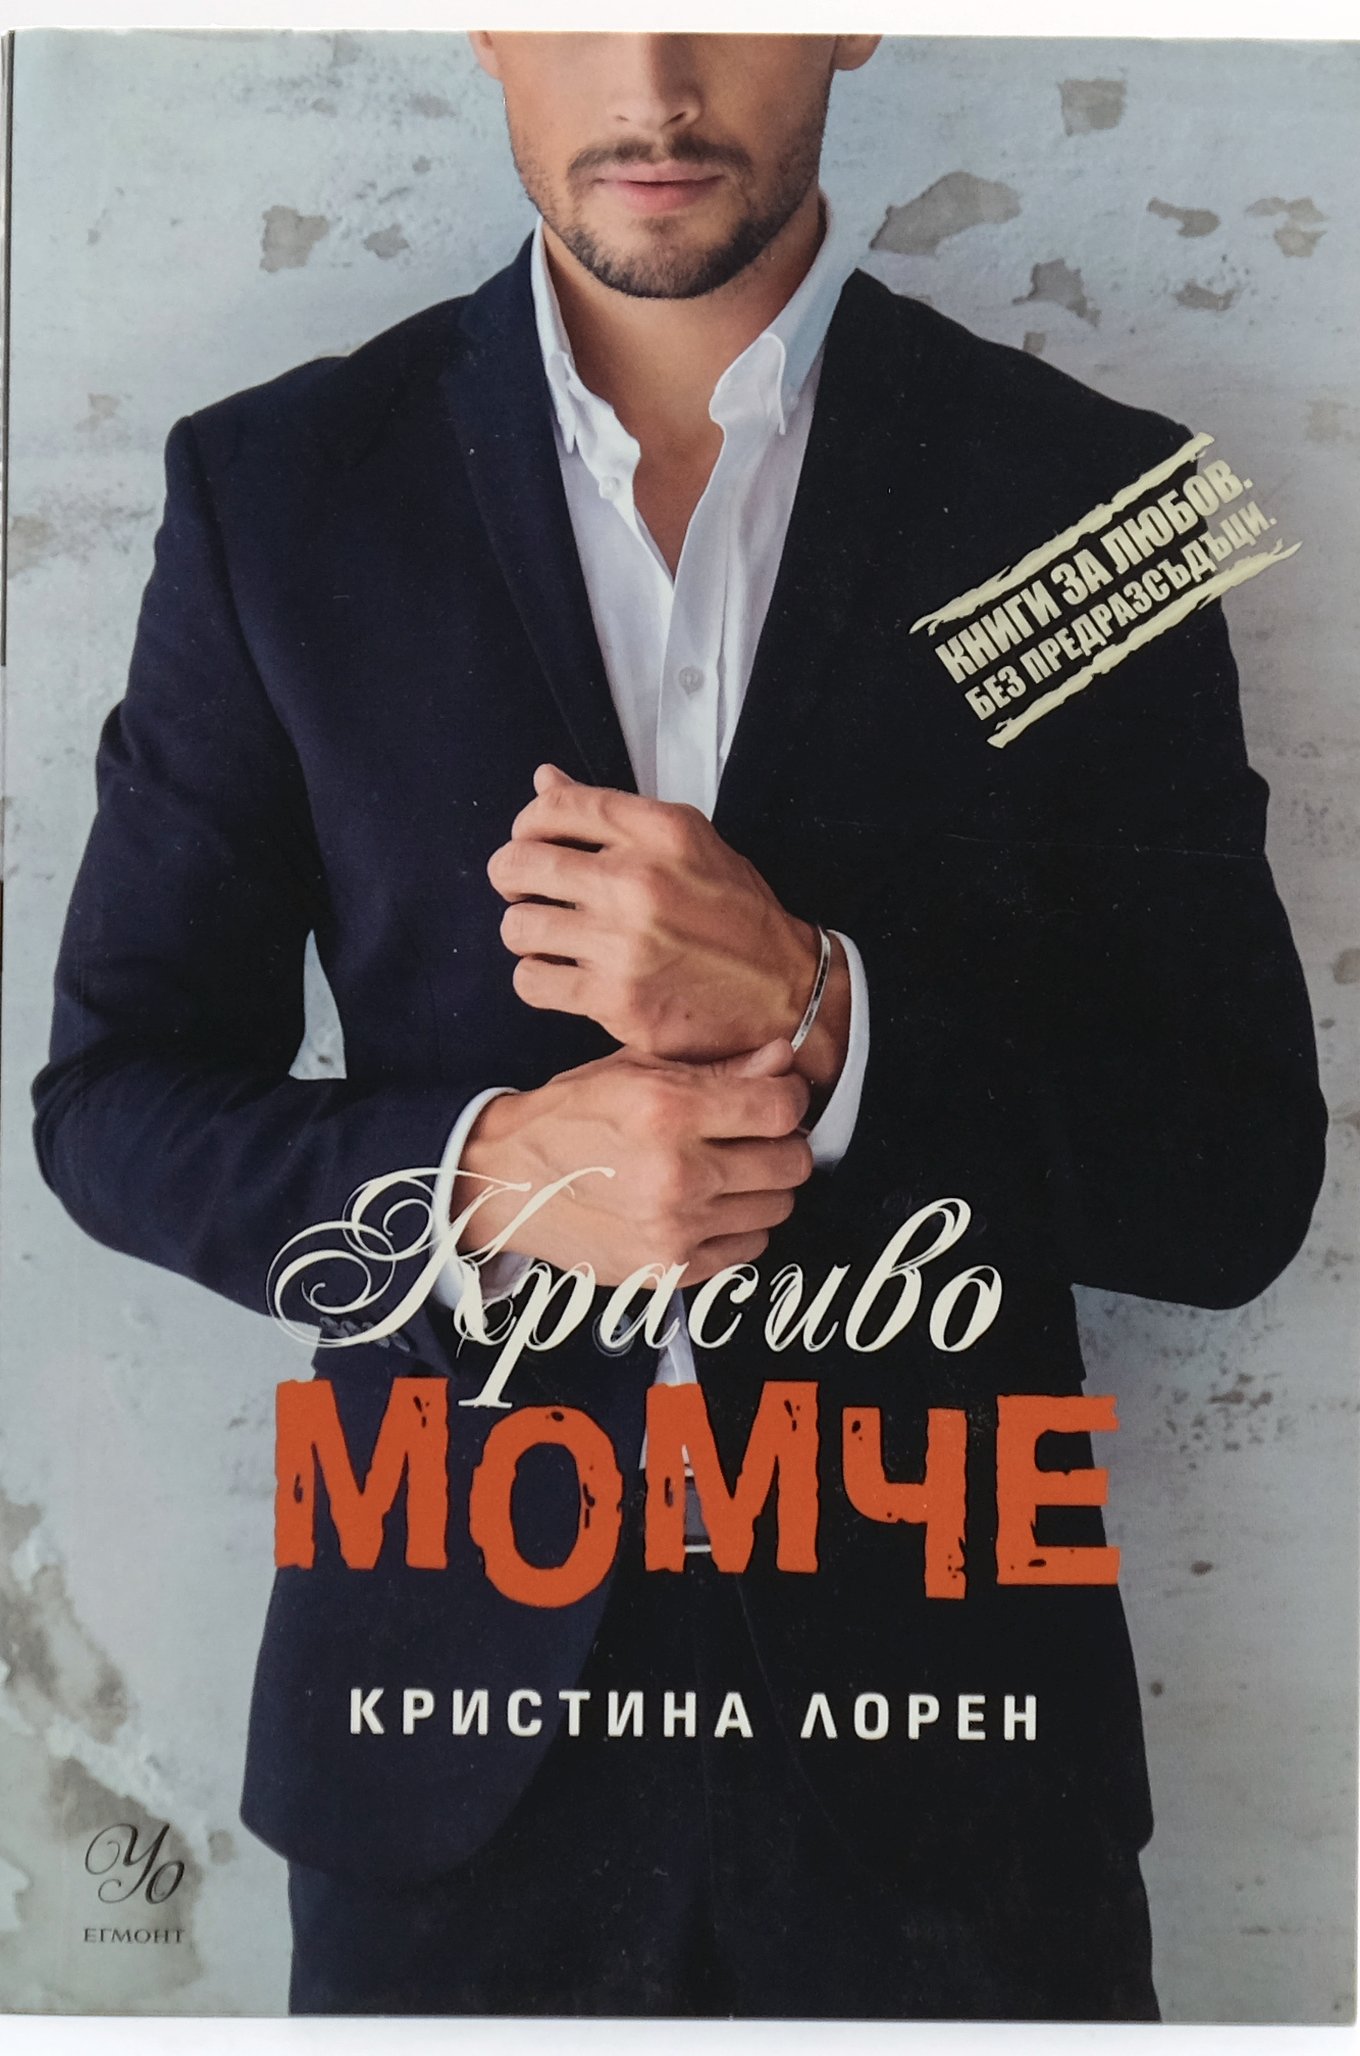 КНИГИ ЗА ЛЮБОВ.
БЕЗ ПРЕДРАЗСЪДЪЦИ.
Красиво
МОМЧЕ
КРИСТИНА ЛОРЕН
УО
ЕГМОНТ